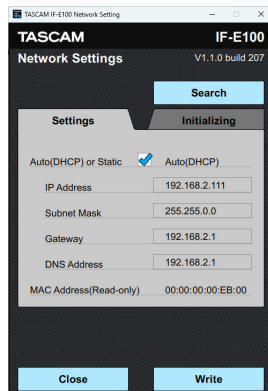 TASCAM IF-E100 Network Setting
TASCAM IF-E100
Network Settings V1.1.0 build 207
Search
Settings Initializing
Auto(DHCP) or Static Auto(DHCP)
IP Address 192.168.2.111
Subnet Mask 255.255.0.0
Gateway 192.168.2.1
DNS Address 192.168.2.1
MAC Address(Read-only) 00:00:00:00:EB:00
Close Write